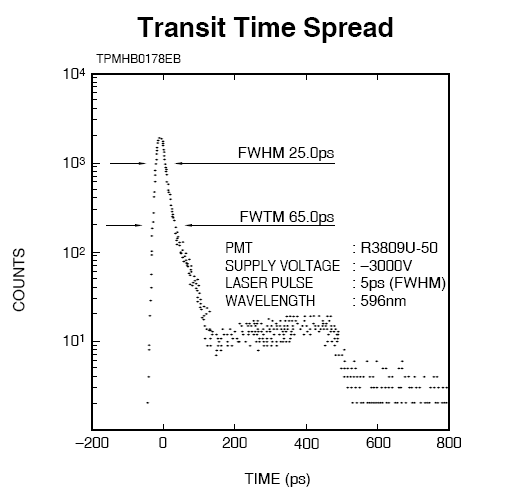 Transit Time Spread
TPMHB0178EB
10⁴
FWHM 25.0ps
10³
FWTM 65.0ps
PMT : R3809U-50
10²
SUPPLY VOLTAGE : –3000V
LASER PULSE : 5ps (FWHM)
WAVELENGTH : 596nm
COUNTS
10¹
–200 0 200 400 600 800
TIME (ps)